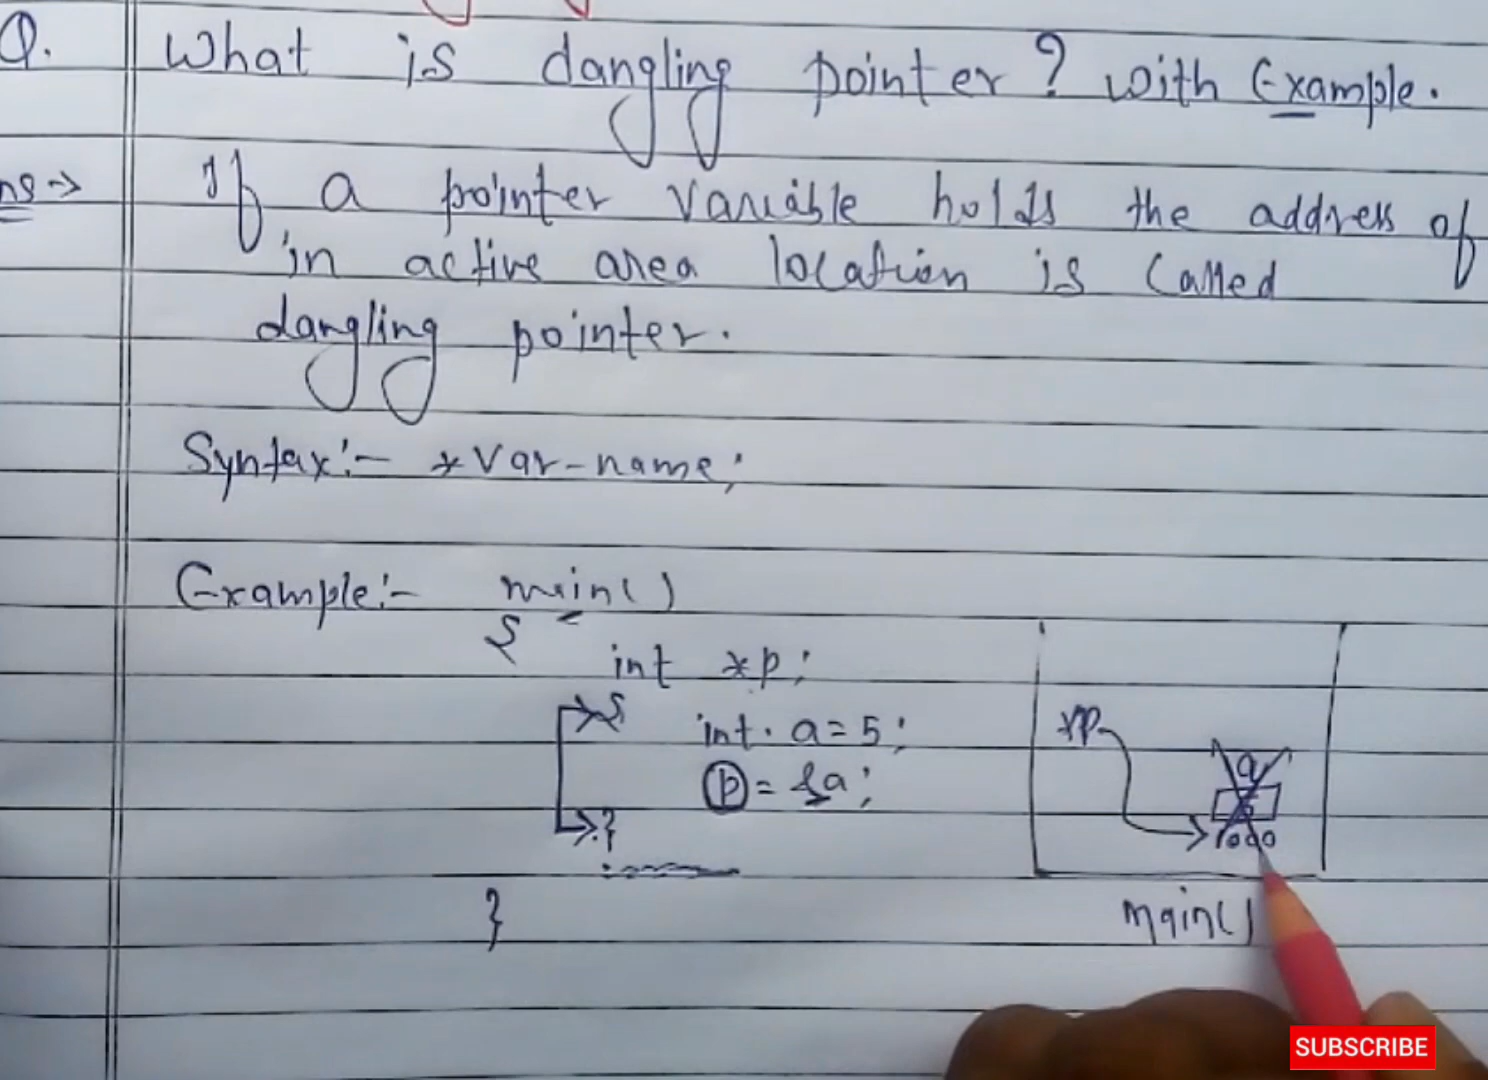 Q. What is dangling pointer? with Example.
ns→ If a pointer variable holds the address of
in active area location is called
dangling pointer.
Syntax:- *var-name;
Example:- main()
{
int *p;
{ int a=5;
p = &a;
}
}
*p
a
1000
main()
SUBSCRIBE